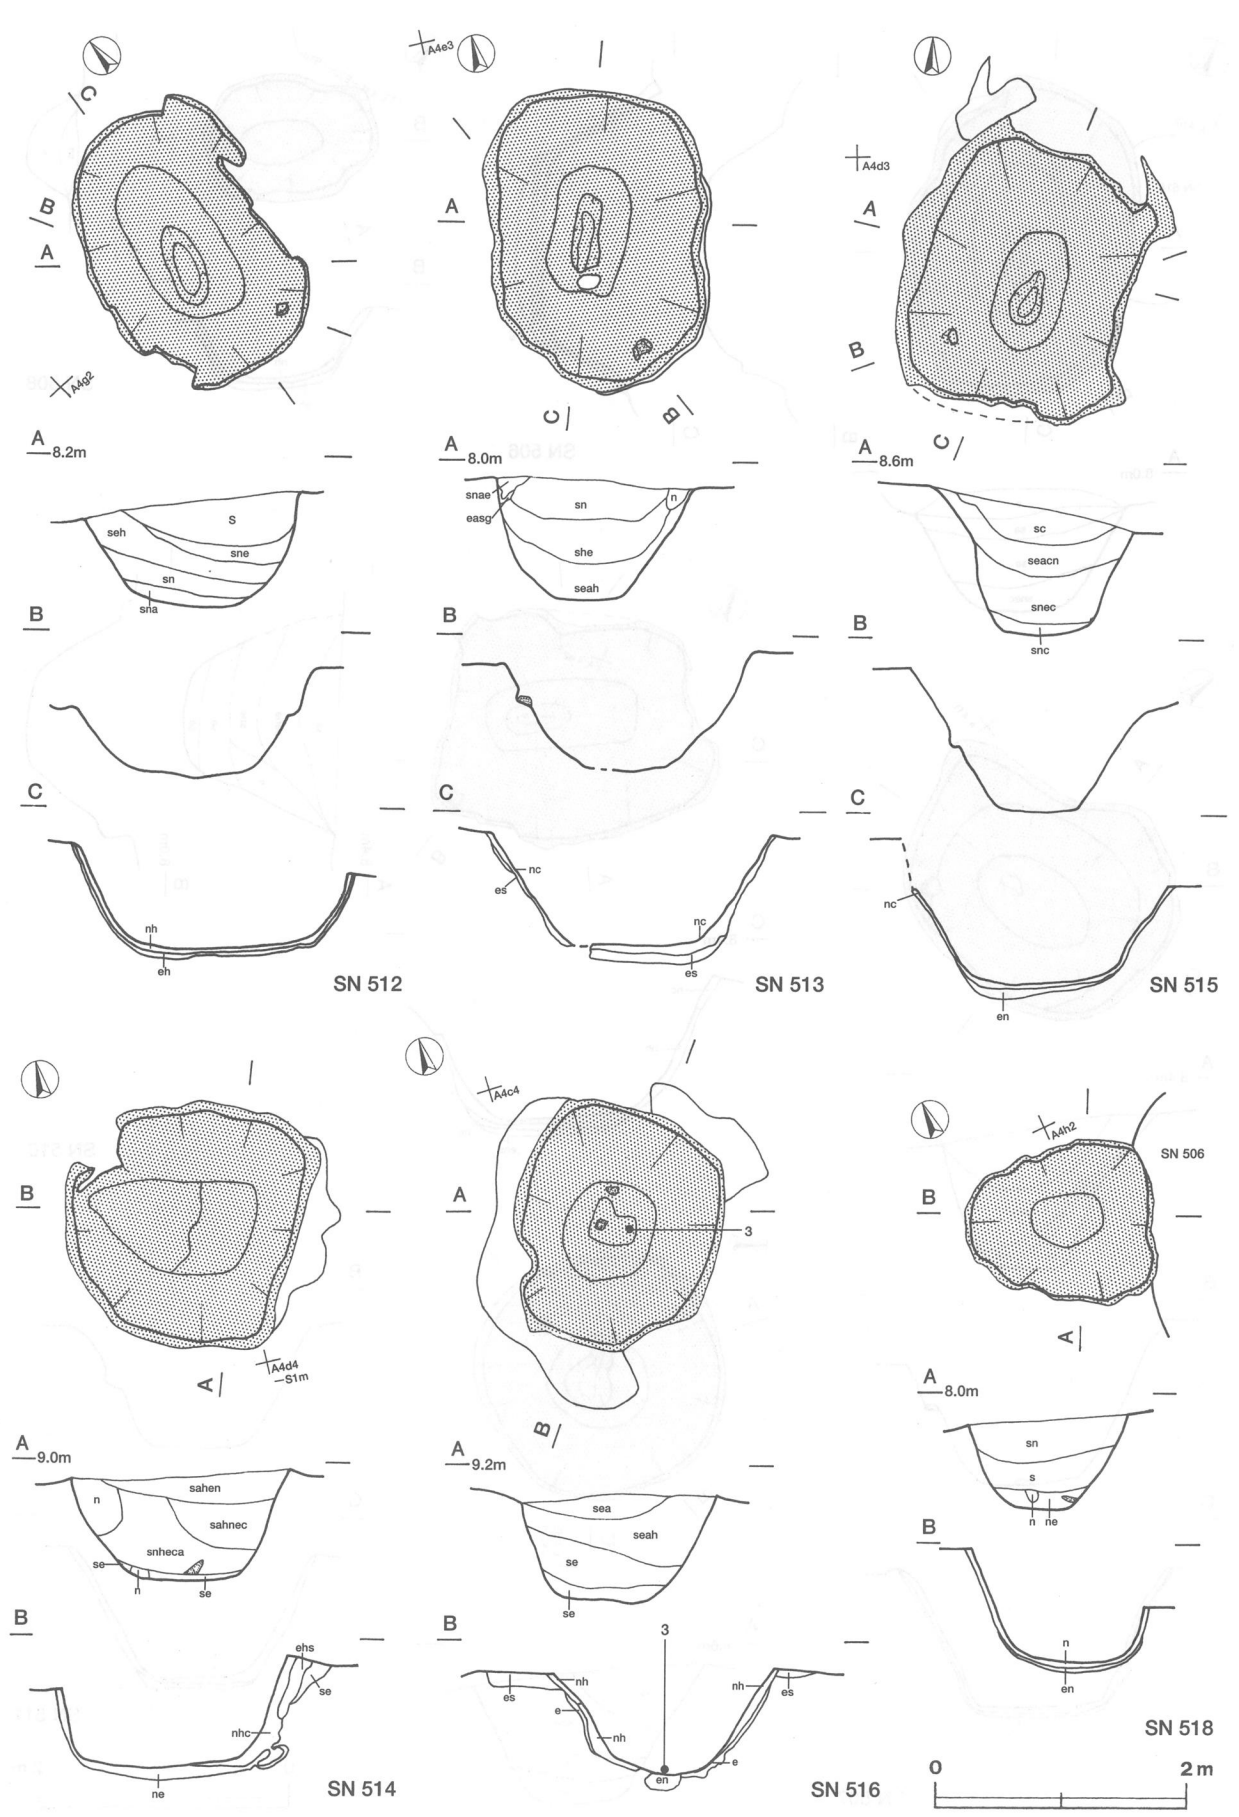 C
B
A
A4g2
A
8.2m
S
seh
sne
sn
sna
B
C
nh
eh
SN 512
A4e3
A
C
B
A
8.0m
snae
sn
n
easg
she
seah
B
C
nc
es
nc
es
SN 513
A4d3
A
B
C
A
8.6m
sc
seacn
snec
snc
B
C
nc
en
SN 515
B
A
A4d4
S1m
A
9.0m
n
sahen
sahnec
snheca
se
n
se
B
ehs
se
nhc
ne
SN 514
A4c4
A
3
B
A
9.2m
sea
seah
se
se
B
3
nh
nh
es
es
e
nh
e
en
SN 516
A4h2
SN 506
B
A
A
8.0m
sn
s
n
ne
B
n
en
SN 518
0
2 m